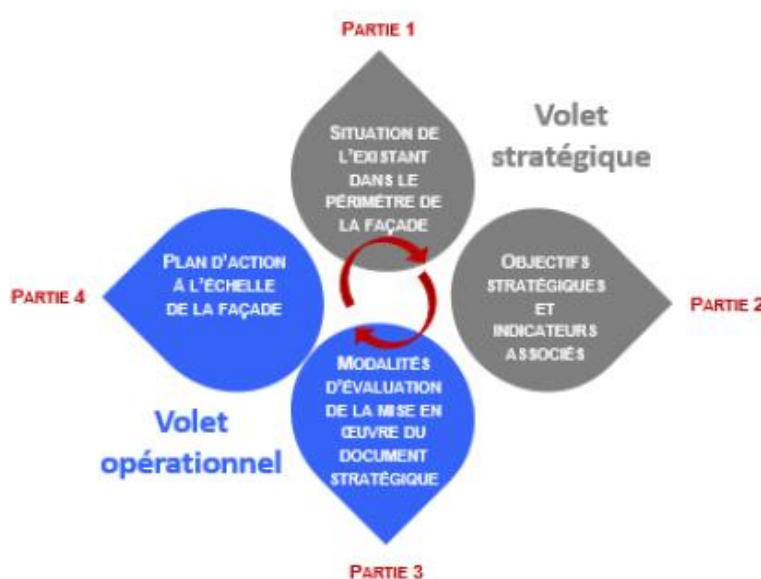 PARTIE 1
SITUATION DE
L'EXISTANT
DANS LE
PÉRIMÈTRE DE
LA FAÇADE
Volet
stratégique
PLAN D'ACTION
À L'ÉCHELLE
DE LA FAÇADE
PARTIE 4
OBJECTIFS
STRATÉGIQUES
ET
INDICATEURS
ASSOCIÉS
PARTIE 2
MODALITÉS
D'ÉVALUATION
DE LA MISE EN
ŒUVRE DU
DOCUMENT
STRATÉGIQUE
Volet
opérationnel
PARTIE 3